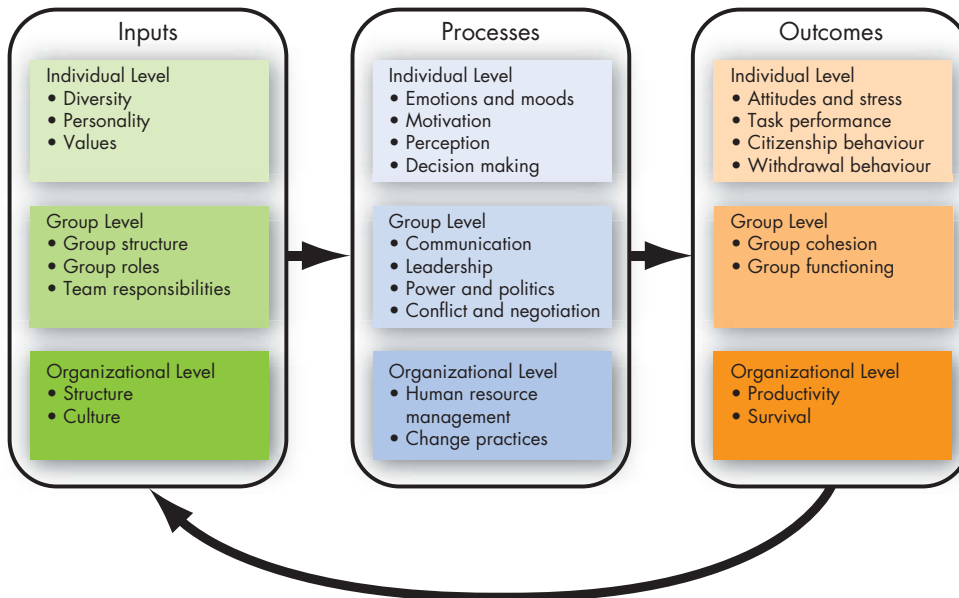 Inputs
Individual Level
• Diversity
• Personality
• Values
Group Level
• Group structure
• Group roles
• Team responsibilities
Organizational Level
• Structure
• Culture
Processes
Individual Level
• Emotions and moods
• Motivation
• Perception
• Decision making
Group Level
• Communication
• Leadership
• Power and politics
• Conflict and negotiation
Organizational Level
• Human resource
management
• Change practices
Outcomes
Individual Level
• Attitudes and stress
• Task performance
• Citizenship behaviour
• Withdrawal behaviour
Group Level
• Group cohesion
• Group functioning
Organizational Level
• Productivity
• Survival